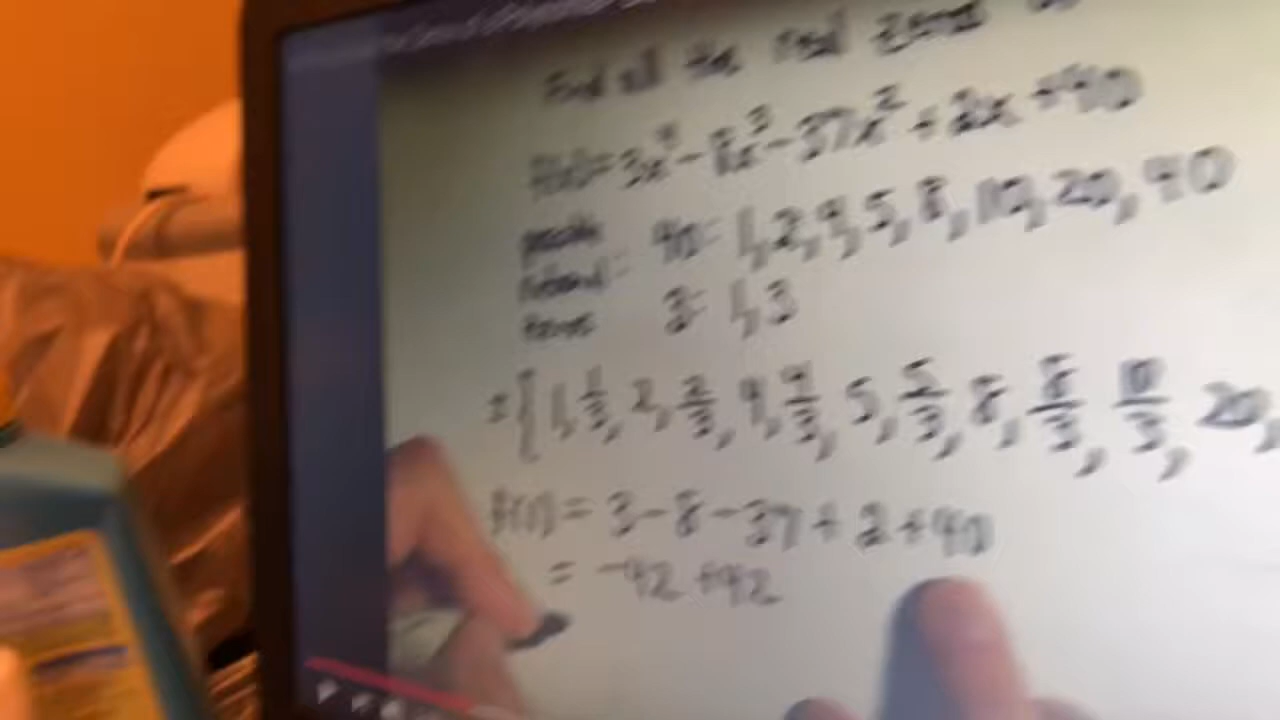 Find all the real zeros
f(x)=3x⁴-8x³-37x²+2x+40
40: 1,2,4,5,8,10,20,40
3: 1,3
={1,1/3,2,2/3,4,4/3,5,5/3,8,8/3,10/3,20,
f(1)=3-8-37+2+40
=-42+42